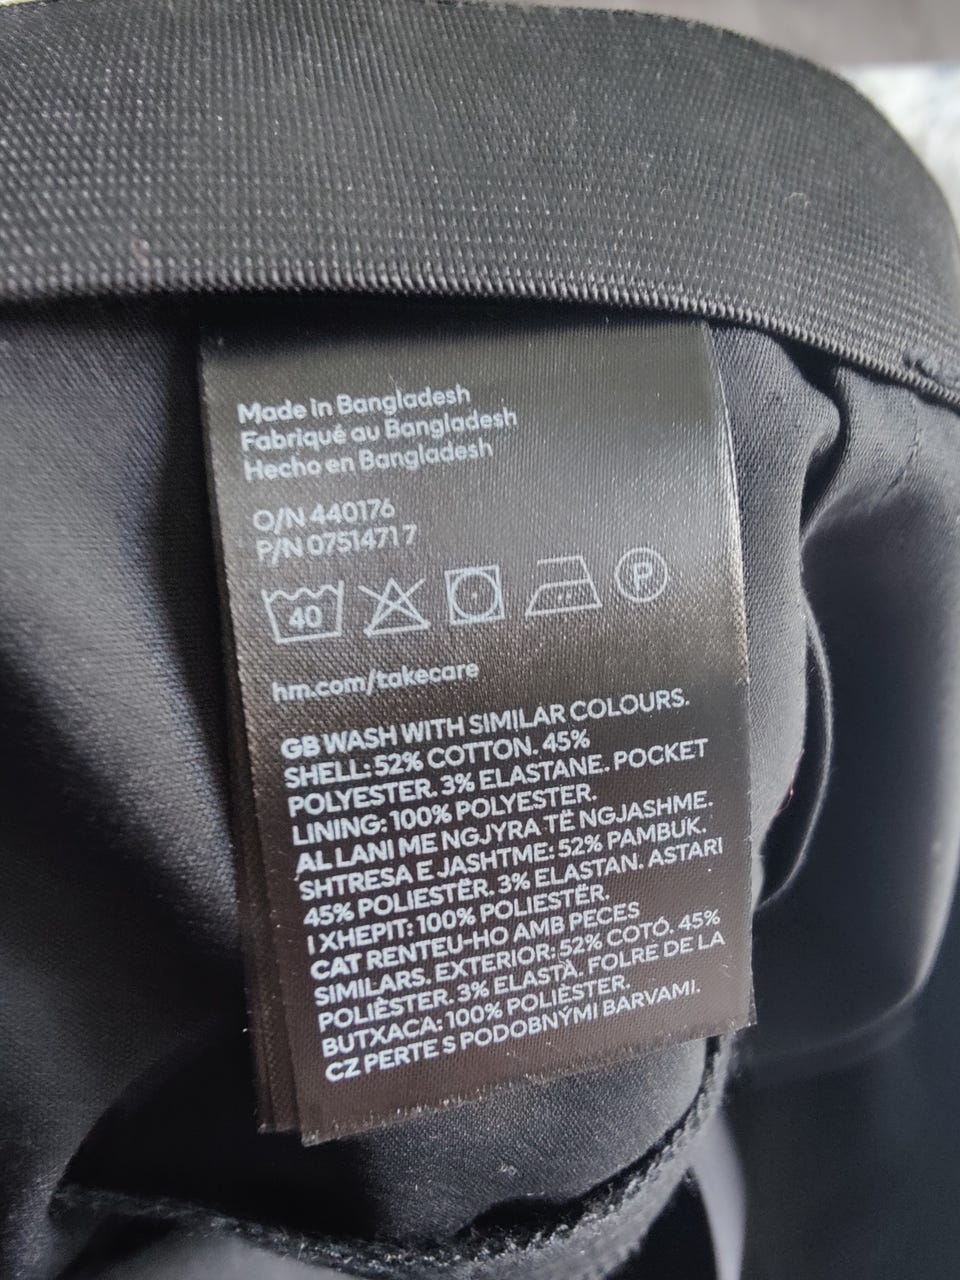 Made in Bangladesh
Fabriqué au Bangladesh
Hecho en Bangladesh
O/N 440176
P/N 07514717
40 P
hm.com/takecare
GB WASH WITH SIMILAR COLOURS.
SHELL: 52% COTTON. 45%
POLYESTER. 3% ELASTANE. POCKET
LINING: 100% POLYESTER.
AL LANI ME NGJYRA TË NGJASHME.
SHTRESA E JASHTME: 52% PAMBUK.
45% POLIESTËR. 3% ELASTAN. ASTARI
I XHEPIT: 100% POLIESTËR.
CAT RENTEU-HO AMB PECES
SIMILARS. EXTERIOR: 52% COTÓ. 45%
POLIÈSTER. 3% ELASTÀ. FOLRE DE LA
BUTXACA: 100% POLIÈSTER.
CZ PERTE S PODOBNÝMI BARVAMI.